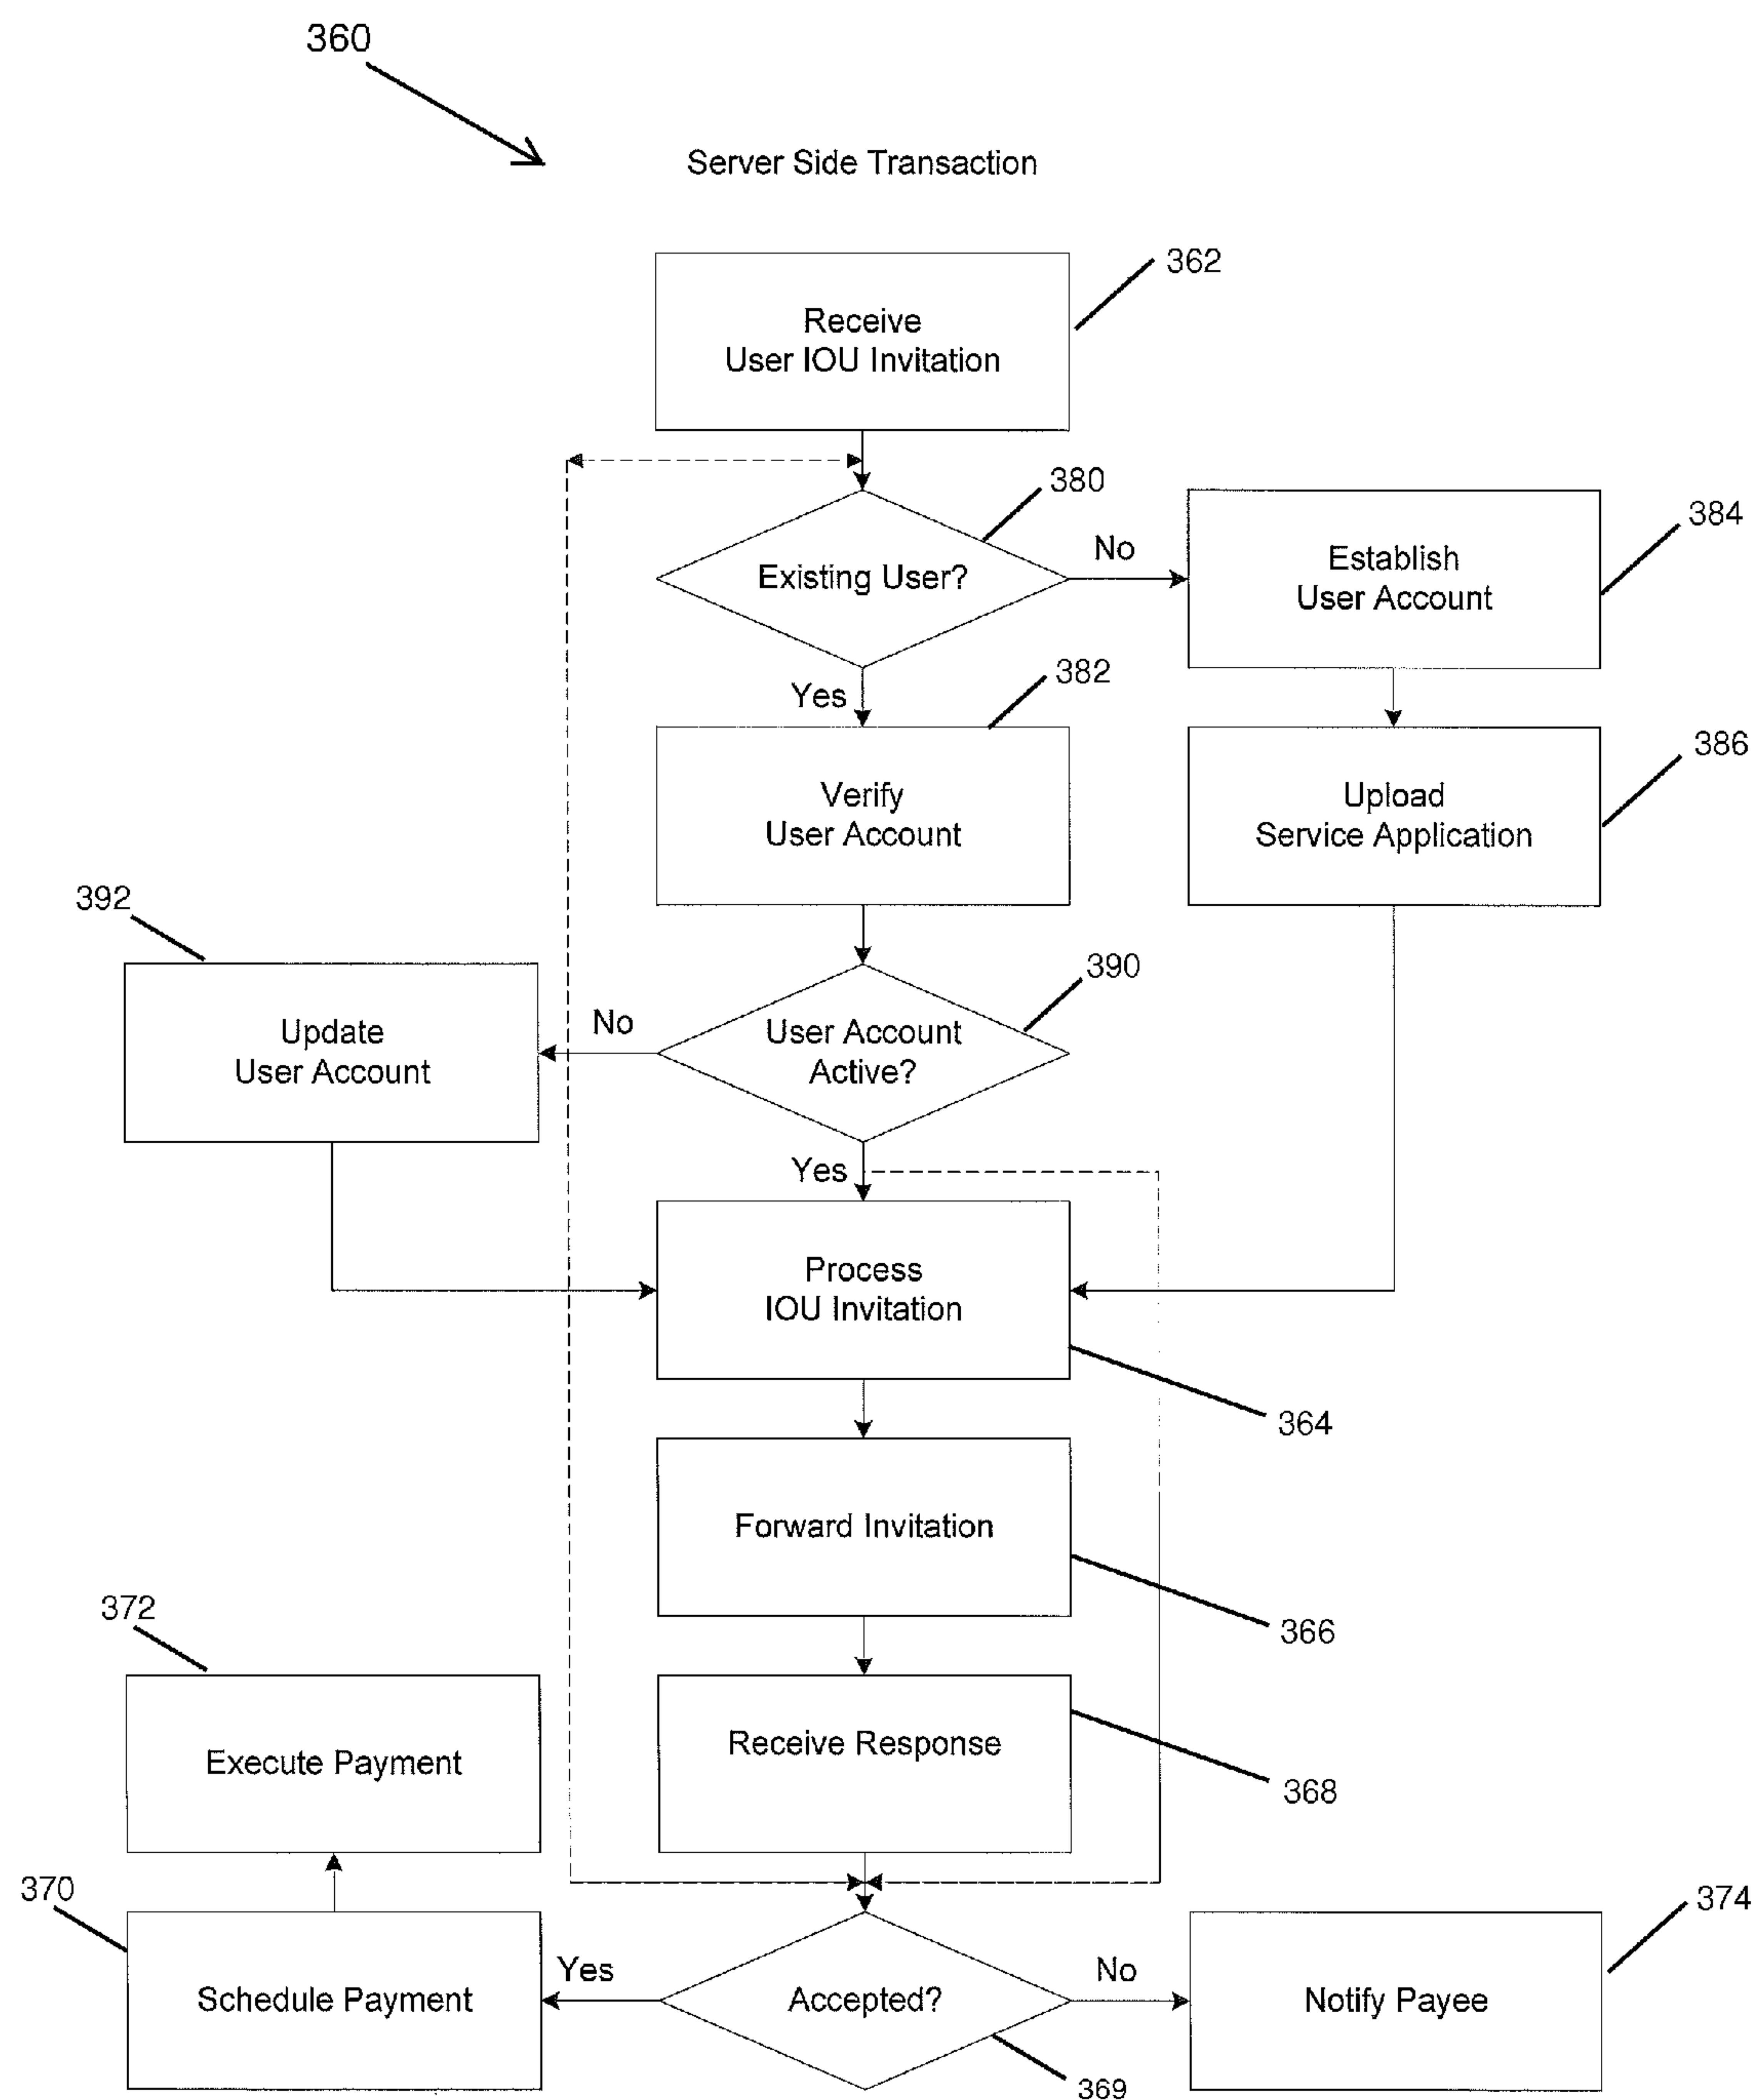 360
Server Side Transaction
362
Receive
User IOU Invitation
380
Existing User?
No
384
Establish
User Account
Yes
382
386
Verify
User Account
Upload
Service Application
392
390
Update
User Account
No
User Account
Active?
Yes
Process
IOU Invitation
364
Forward Invitation
366
372
Execute Payment
Receive Response
368
370
374
Schedule Payment
Yes
Accepted?
No
Notify Payee
369